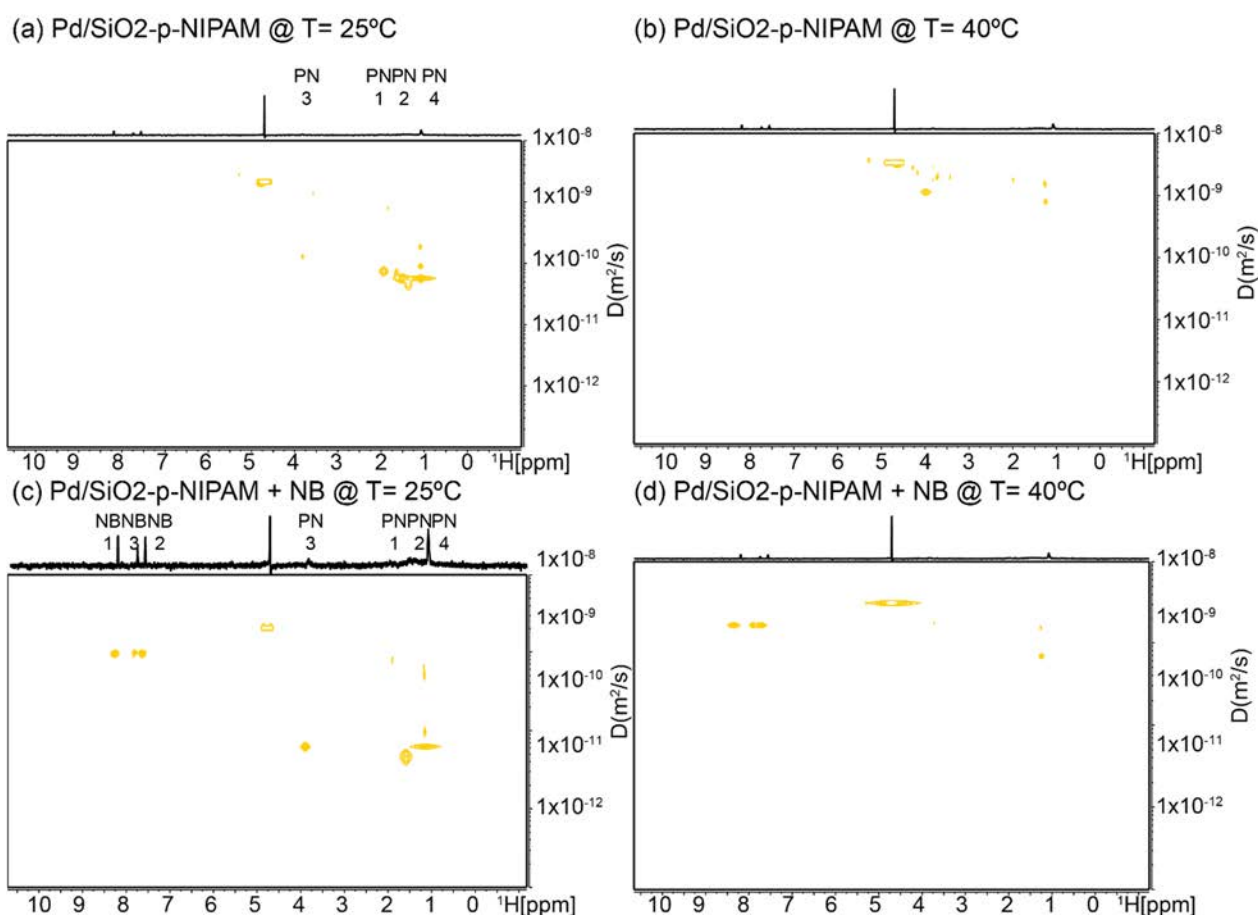 (a) Pd/SiO2-p-NIPAM @ T= 25ºC
PN PN PN PN
3 1 2 4
1x10⁻⁸
1x10⁻⁹
1x10⁻¹⁰
1x10⁻¹¹
1x10⁻¹²
D(m²/s)
10 9 8 7 6 5 4 3 2 1 0 ¹H[ppm]
(b) Pd/SiO2-p-NIPAM @ T= 40ºC
1x10⁻⁸
1x10⁻⁹
1x10⁻¹⁰
1x10⁻¹¹
1x10⁻¹²
D(m²/s)
10 9 8 7 6 5 4 3 2 1 0 ¹H[ppm]
(c) Pd/SiO2-p-NIPAM + NB @ T= 25ºC
NBNBNB PN PNPNPN
1 3 2 3 1 2 4
1x10⁻⁸
1x10⁻⁹
1x10⁻¹⁰
1x10⁻¹¹
1x10⁻¹²
D(m²/s)
10 9 8 7 6 5 4 3 2 1 0 ¹H[ppm]
(d) Pd/SiO2-p-NIPAM + NB @ T= 40ºC
1x10⁻⁸
1x10⁻⁹
1x10⁻¹⁰
1x10⁻¹¹
1x10⁻¹²
D(m²/s)
10 9 8 7 6 5 4 3 2 1 0 ¹H[ppm]